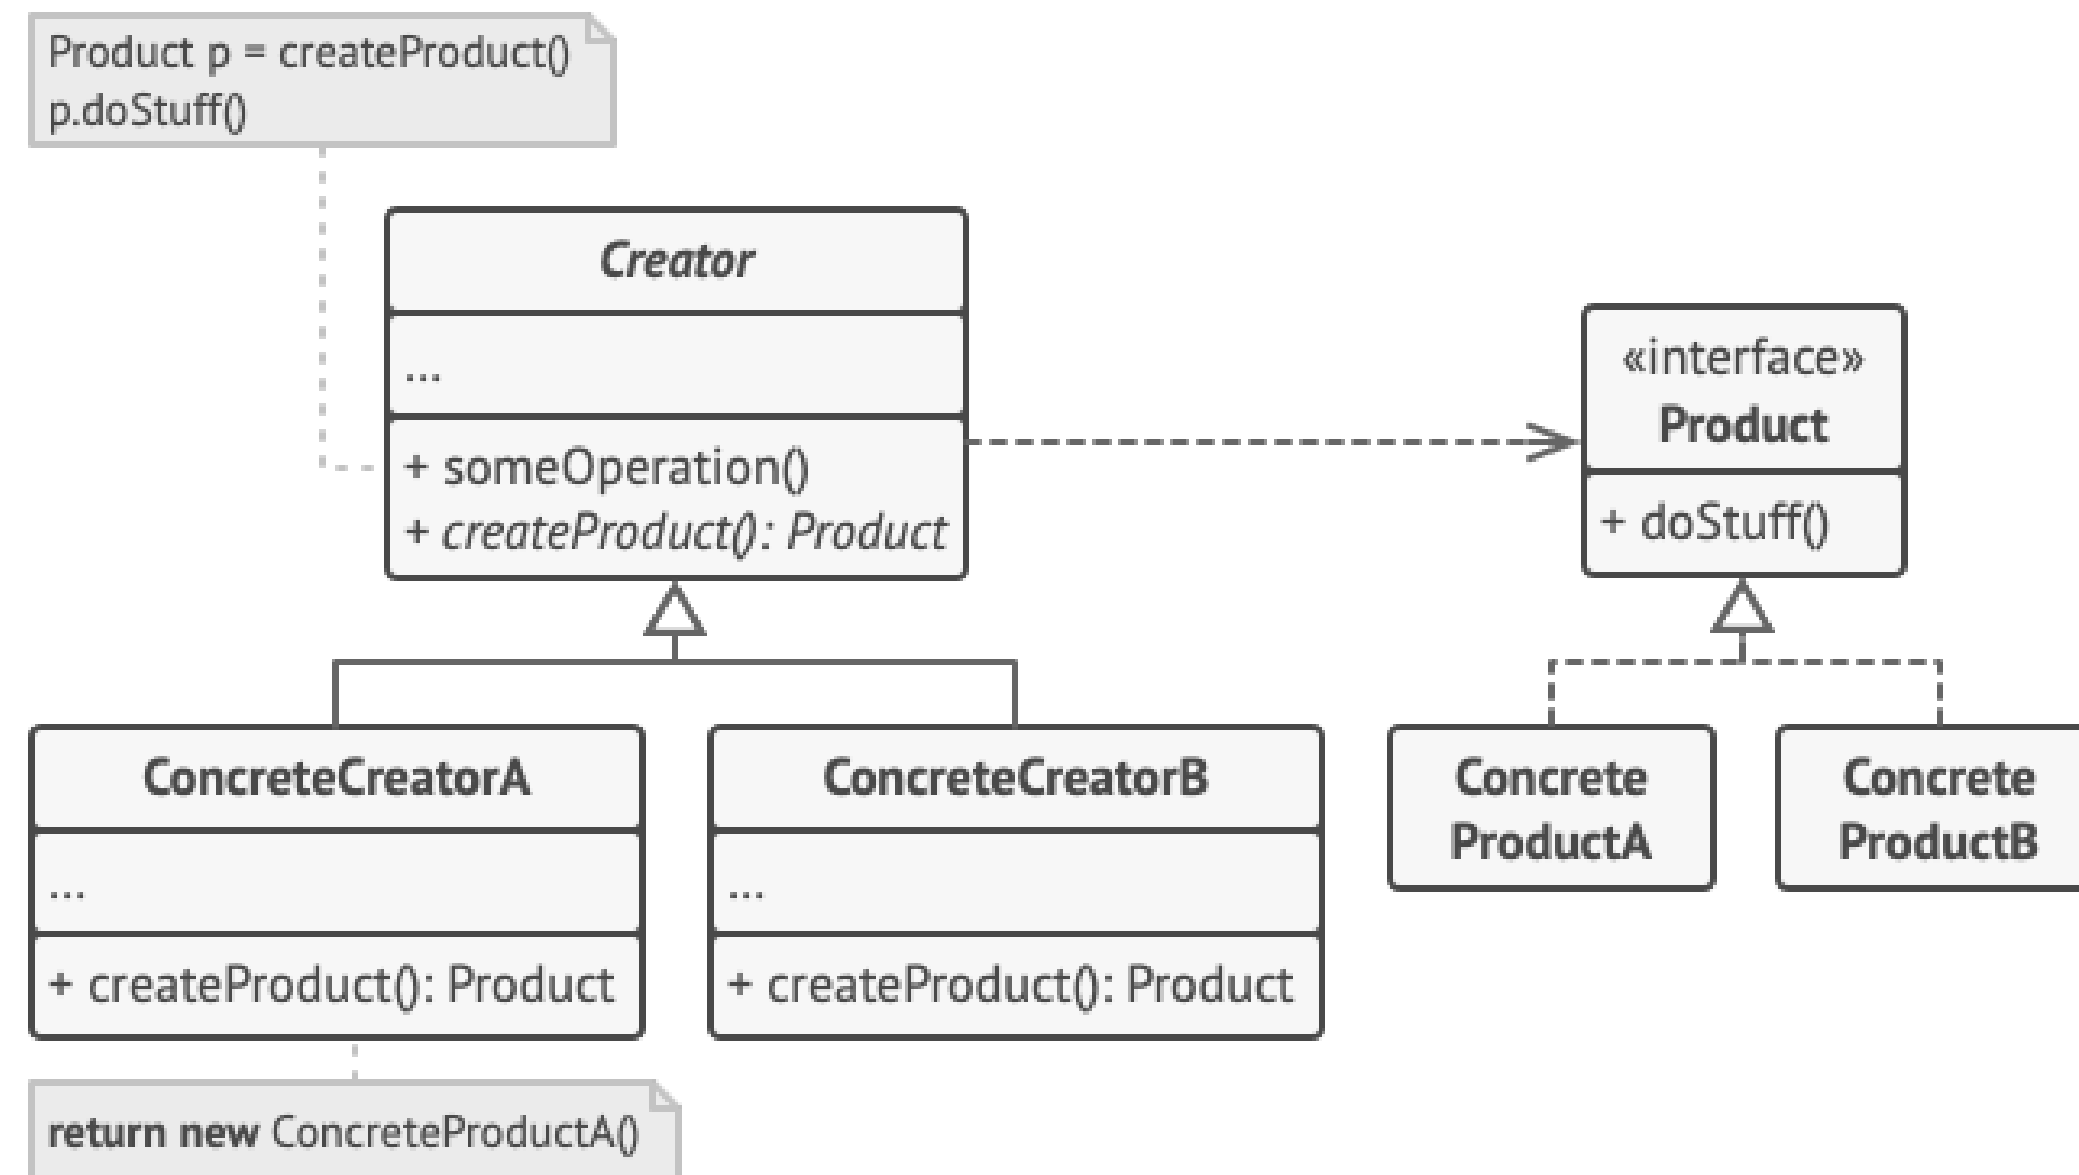 Product p = createProduct()
p.doStuff()
Creator
...
+ someOperation()
+ createProduct(): Product
«interface»
Product
+ doStuff()
ConcreteCreatorA
...
+ createProduct(): Product
ConcreteCreatorB
...
+ createProduct(): Product
Concrete
ProductA
Concrete
ProductB
return new ConcreteProductA()